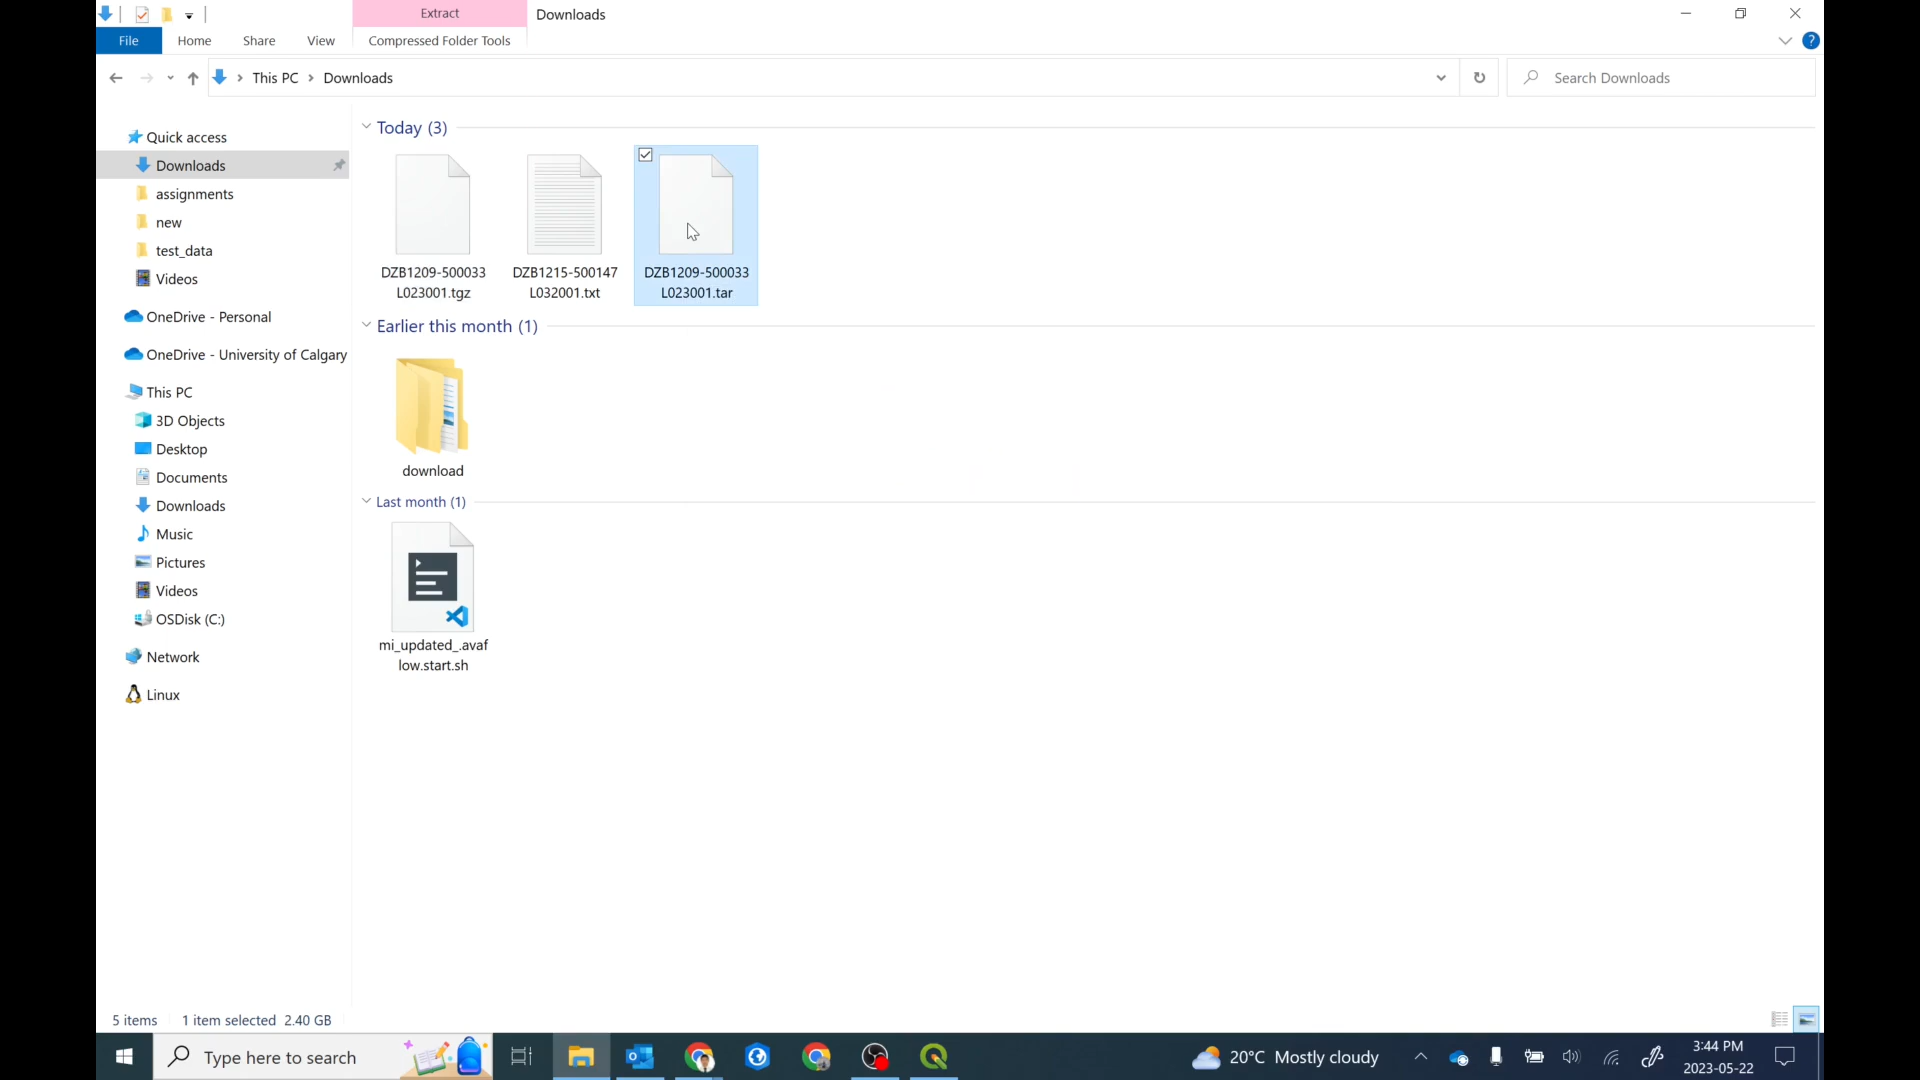 Extract
Downloads
File
Home
Share
View
Compressed Folder Tools
This PC
Downloads
Search Downloads
Quick access
Downloads
assignments
new
test_data
Videos
OneDrive - Personal
OneDrive - University of Calgary
This PC
3D Objects
Desktop
Documents
Downloads
Music
Pictures
Videos
OSDisk (C:)
Network
Linux
Today (3)
DZB1209-500033
L023001.tgz
DZB1215-500147
L032001.txt
DZB1209-500033
L023001.tar
Earlier this month (1)
download
Last month (1)
mi_updated_.avaf
low.start.sh
5 items
1 item selected 2.40 GB
Type here to search
20°C Mostly cloudy
3:44 PM
2023-05-22